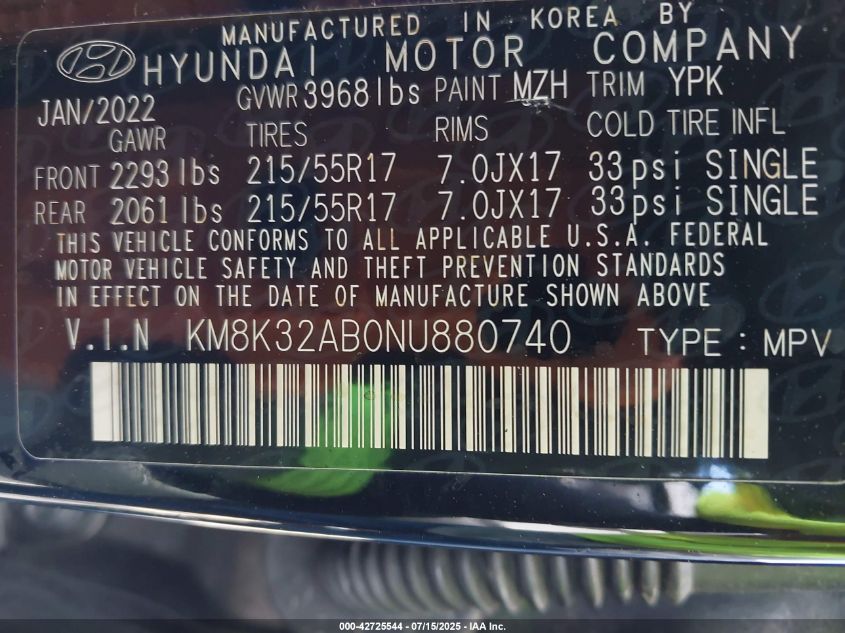 MANUFACTURED IN KOREA BY
HYUNDAI MOTOR COMPANY
JAN/2022 GVWR 3968 lbs PAINT MZH TRIM YPK
GAWR TIRES RIMS COLD TIRE INFL
FRONT 2293 lbs 215/55R17 7.0JX17 33psi SINGLE
REAR 2061 lbs 215/55R17 7.0JX17 33psi SINGLE
THIS VEHICLE CONFORMS TO ALL APPLICABLE U.S.A. FEDERAL
MOTOR VEHICLE SAFETY AND THEFT PREVENTION STANDARDS
IN EFFECT ON THE DATE OF MANUFACTURE SHOWN ABOVE
V.I.N KM8K32AB0NU880740 TYPE : MPV
000-42725544 - 07/15/2025 - IAA Inc.